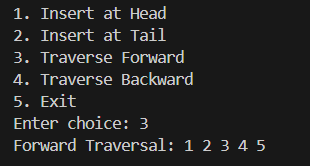 1. Insert at Head
2. Insert at Tail
3. Traverse Forward
4. Traverse Backward
5. Exit
Enter choice: 3
Forward Traversal: 1 2 3 4 5